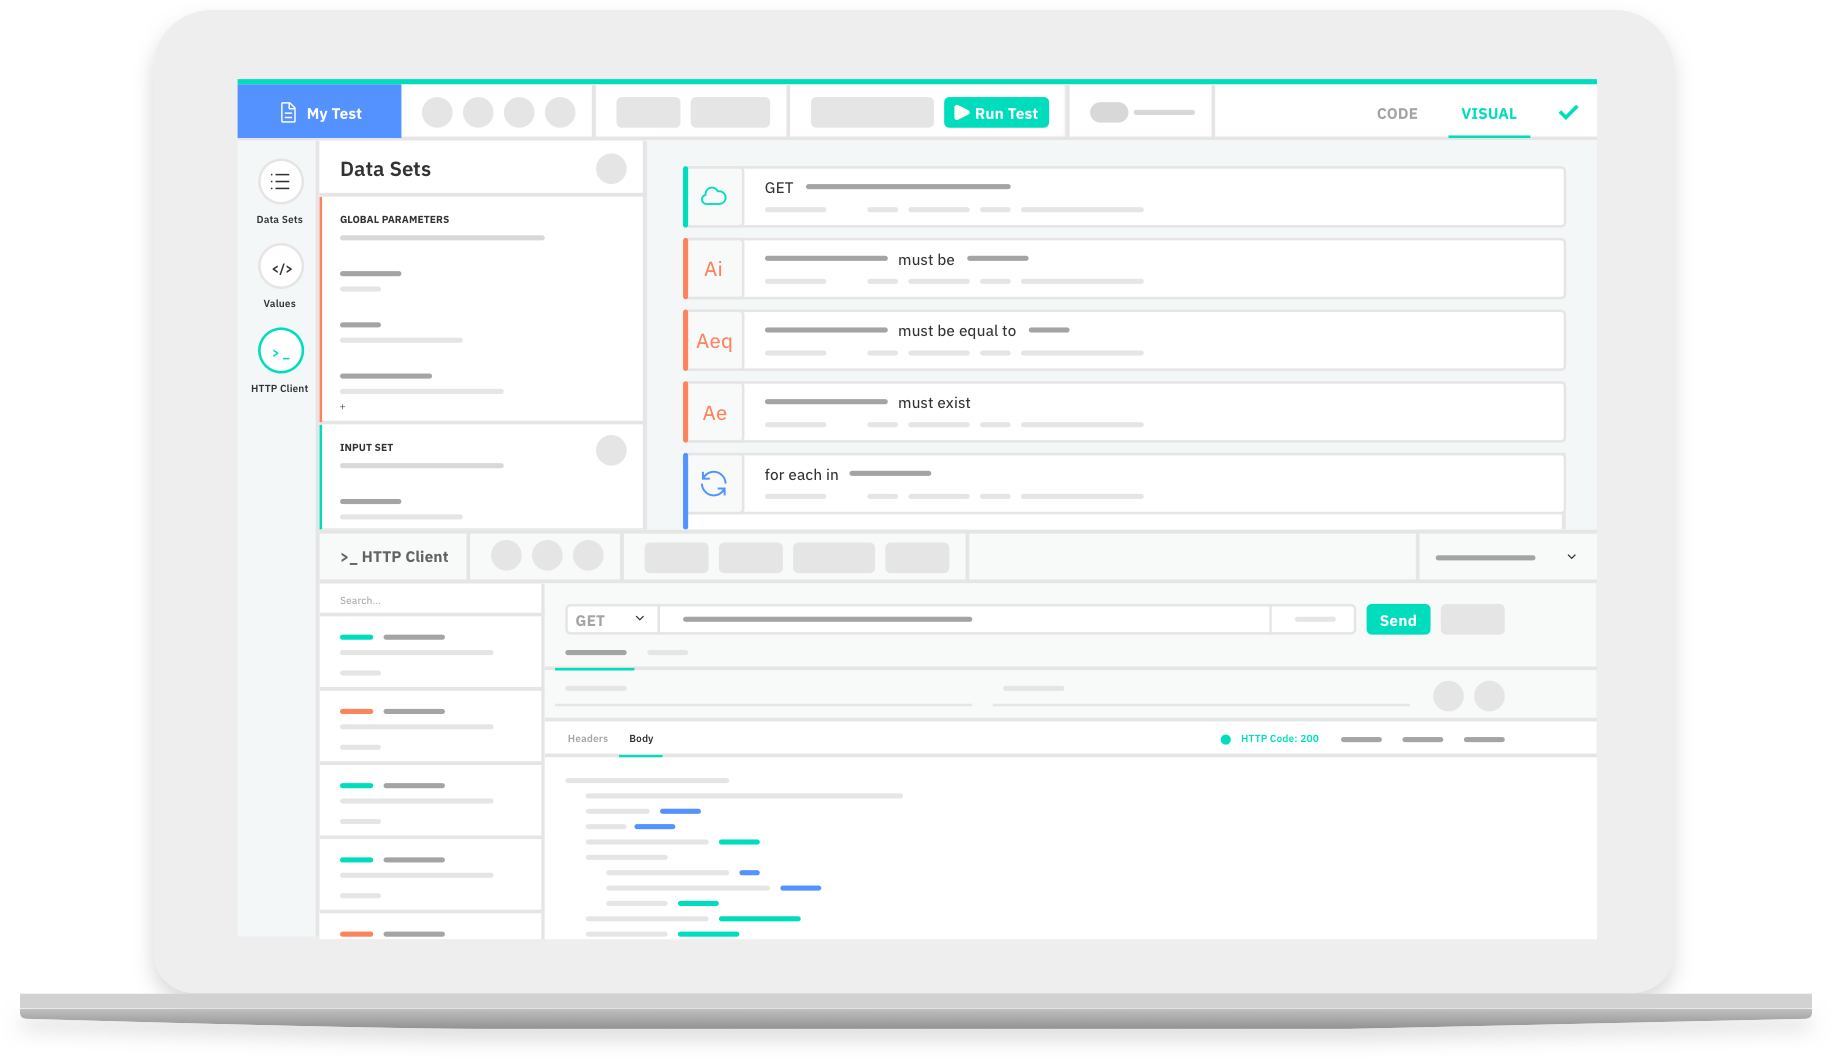 My Test
Run Test
CODE
VISUAL
Data Sets
Values
HTTP Client
Data Sets
GLOBAL PARAMETERS
+
INPUT SET
GET
Ai
must be
Aeq
must be equal to
Ae
must exist
for each in
</>
>_
>_ HTTP Client
Search...
GET
Send
Headers
Body
HTTP Code: 200